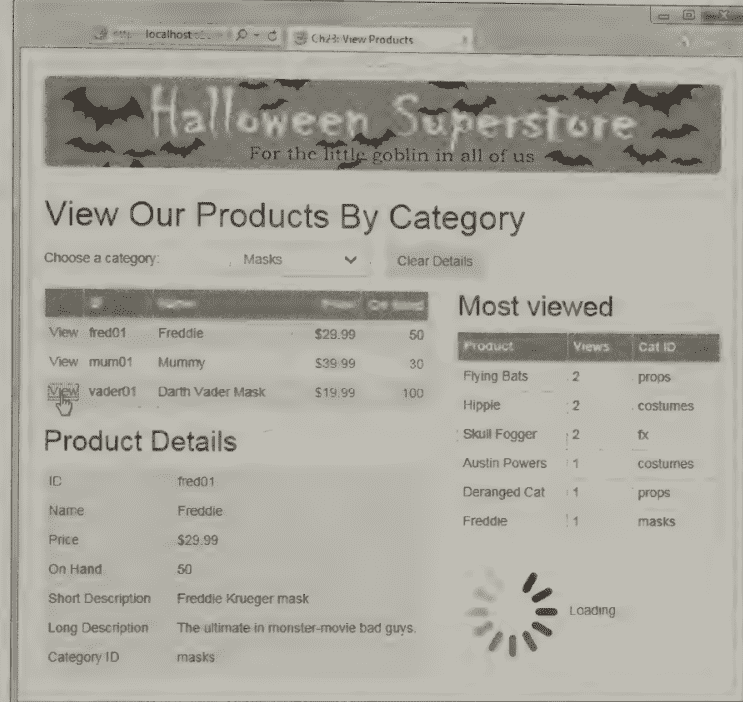 localhost
Ch23: View Products
Halloween Superstore
For the little goblin in all of us
View Our Products By Category
Choose a category: Masks Clear Details
ID Name Price On Hand
View fred01 Freddie $29.99 50
View mum01 Mummy $39.99 30
View vader01 Darth Vader Mask $19.99 100
Most viewed
Product Views Cat ID
Flying Bats 2 props
Hippie 2 costumes
Skull Fogger 2 fx
Austin Powers 1 costumes
Deranged Cat 1 props
Freddie 1 masks
Product Details
ID fred01
Name Freddie
Price $29.99
On Hand 50
Short Description Freddie Krueger mask
Long Description The ultimate in monster-movie bad guys.
Category ID masks
Loading